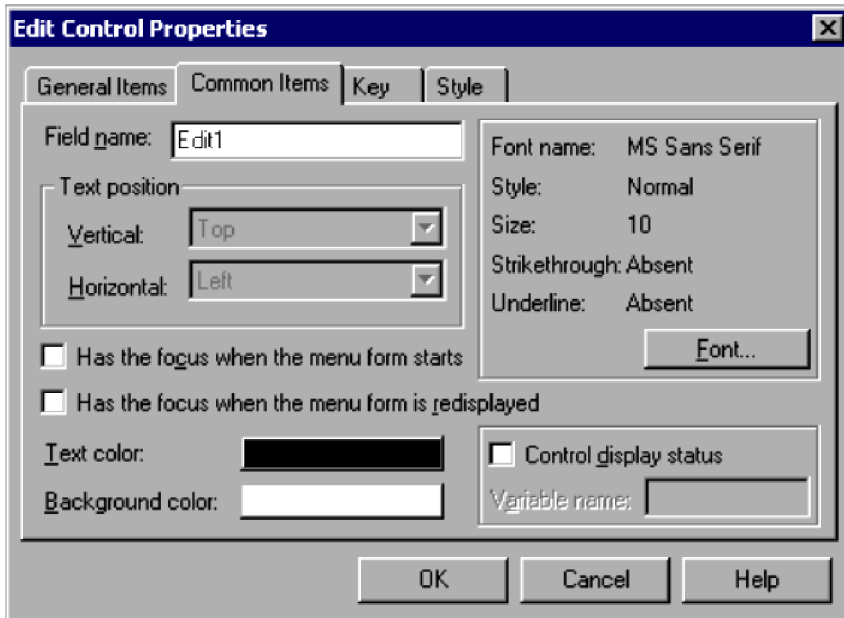 Edit Control Properties
General Items Common Items Key Style
Field name: Edit1
Text position
Vertical: Top
Horizontal: Left
Has the focus when the menu form starts
Has the focus when the menu form is redisplayed
Text color:
Background color:
Font name: MS Sans Serif
Style: Normal
Size: 10
Strikethrough: Absent
Underline: Absent
Font...
Control display status
Variable name:
OK Cancel Help